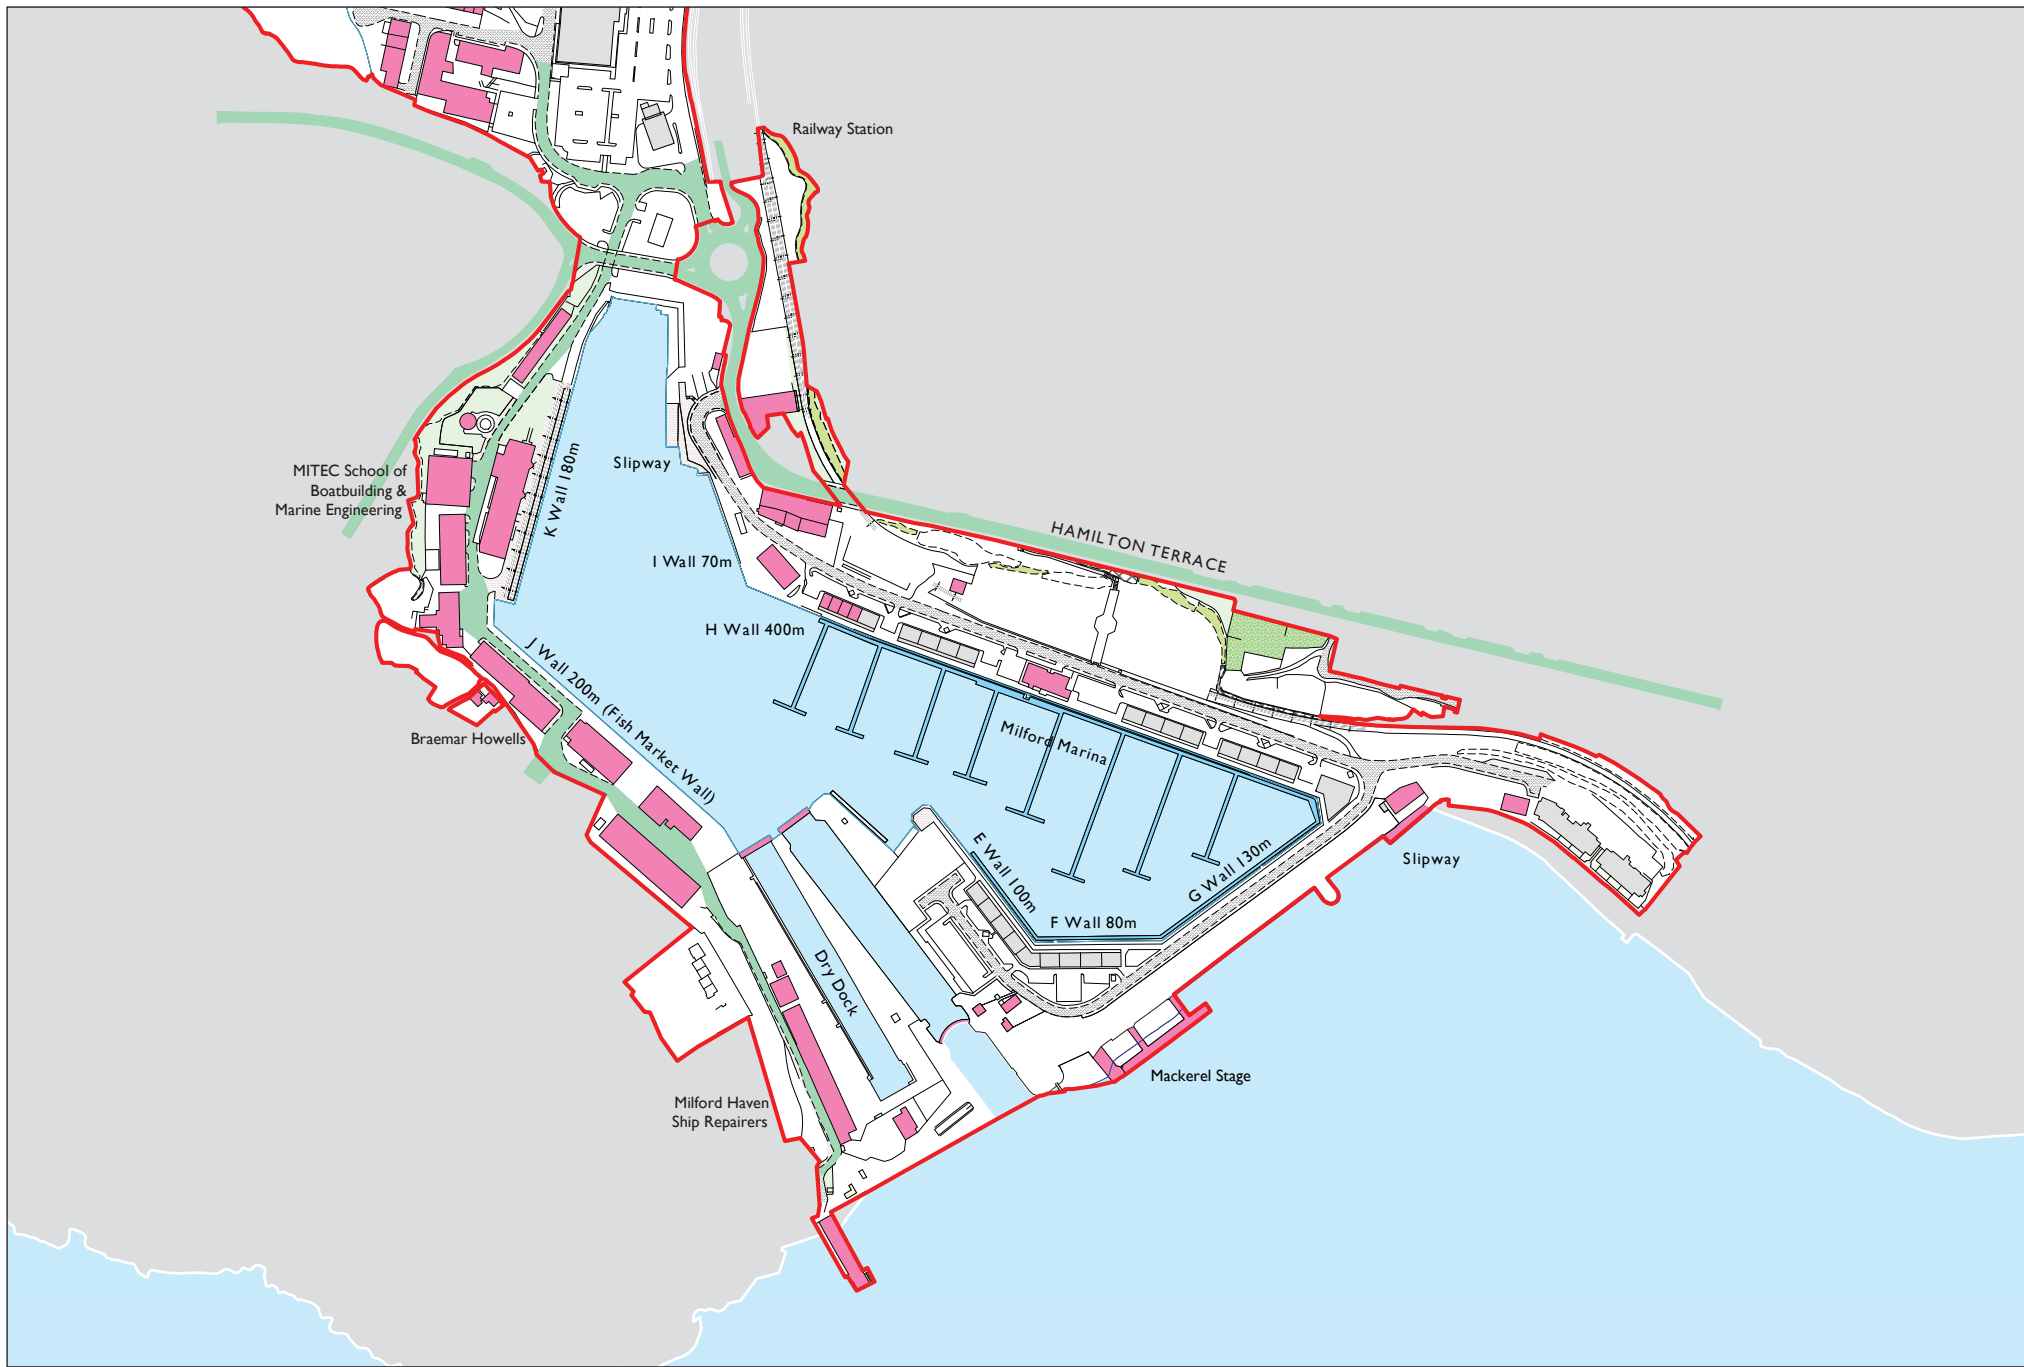 Railway Station
MITEC School of
Boatbuilding &
Marine Engineering
K Wall 180m
Slipway
HAMILTON TERRACE
I Wall 70m
H Wall 400m
J Wall 200m (Fish Market Wall)
Braemar Howells
Milford Marina
E Wall 100m
G Wall 130m
F Wall 80m
Slipway
Dry Dock
Mackerel Stage
Milford Haven
Ship Repairers